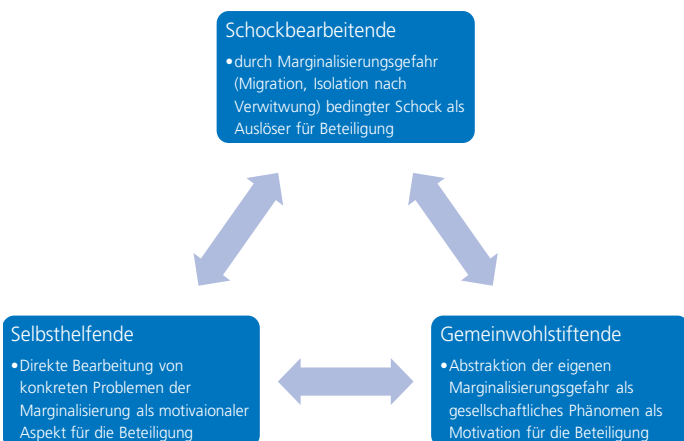 Schockbearbeitende
•durch Marginalisierungsgefahr
(Migration, Isolation nach
Verwitwung) bedingter Schock als
Auslöser für Beteiligung
Selbsthelfende
•Direkte Bearbeitung von
konkreten Problemen der
Marginalisierung als motivaionaler
Aspekt für die Beteiligung
Gemeinwohlstiftende
•Abstraktion der eigenen
Marginalisierungsgefahr als
gesellschaftliches Phänomen als
Motivation für die Beteiligung